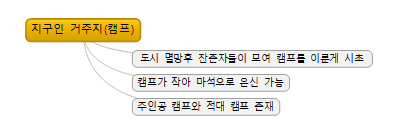 지구인 거주지(캠프)
도시 멸망후 잔존자들이 모여 캠프를 이룬게 시초
캠프가 작아 마석으로 은신 가능
주인공 캠프와 적대 캠프 존재